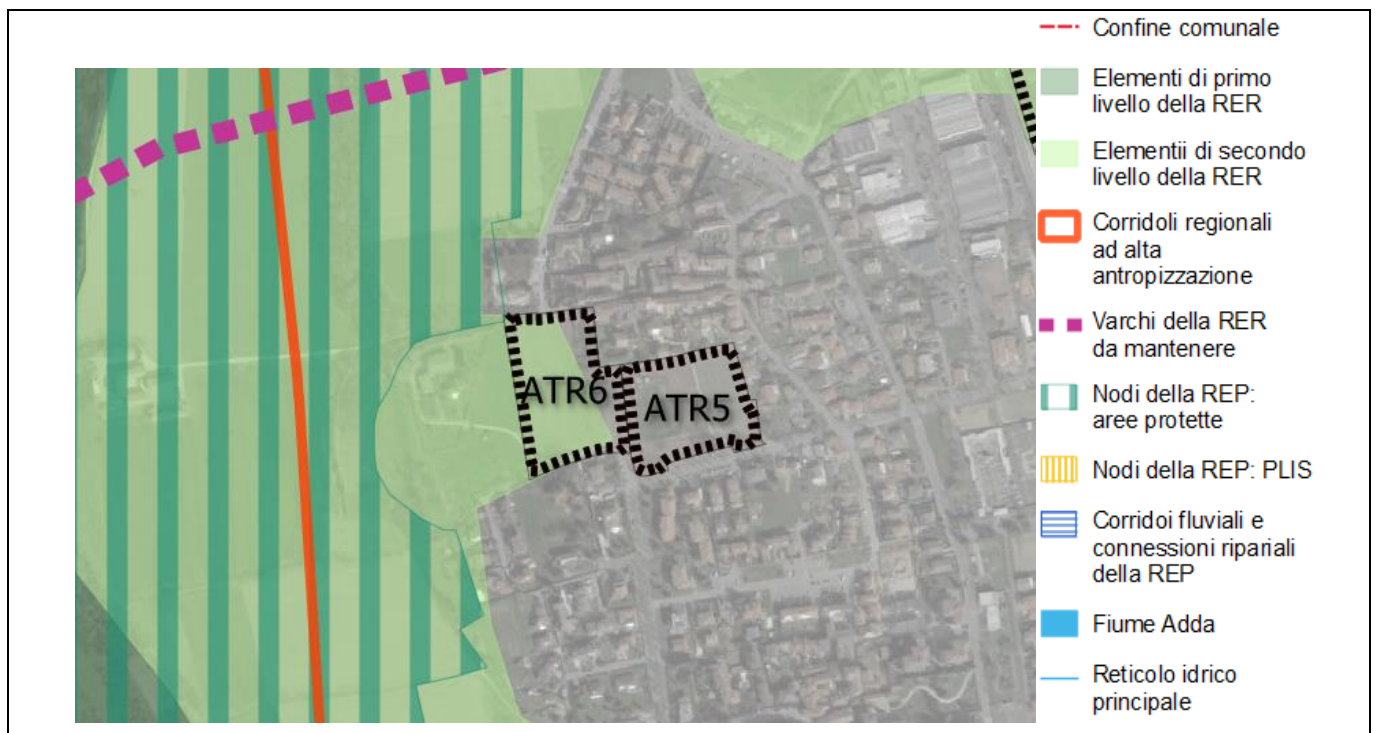 Confine comunale
Elementi di primo
livello della RER
Elementii di secondo
livello della RER
Corridoli regionali
ad alta
antropizzazione
Varchi della RER
da mantenere
Nodi della REP:
aree protette
Nodi della REP: PLIS
Corridoi fluviali e
connessioni ripariali
della REP
Fiume Adda
Reticolo idrico
principale
ATR6
ATR5